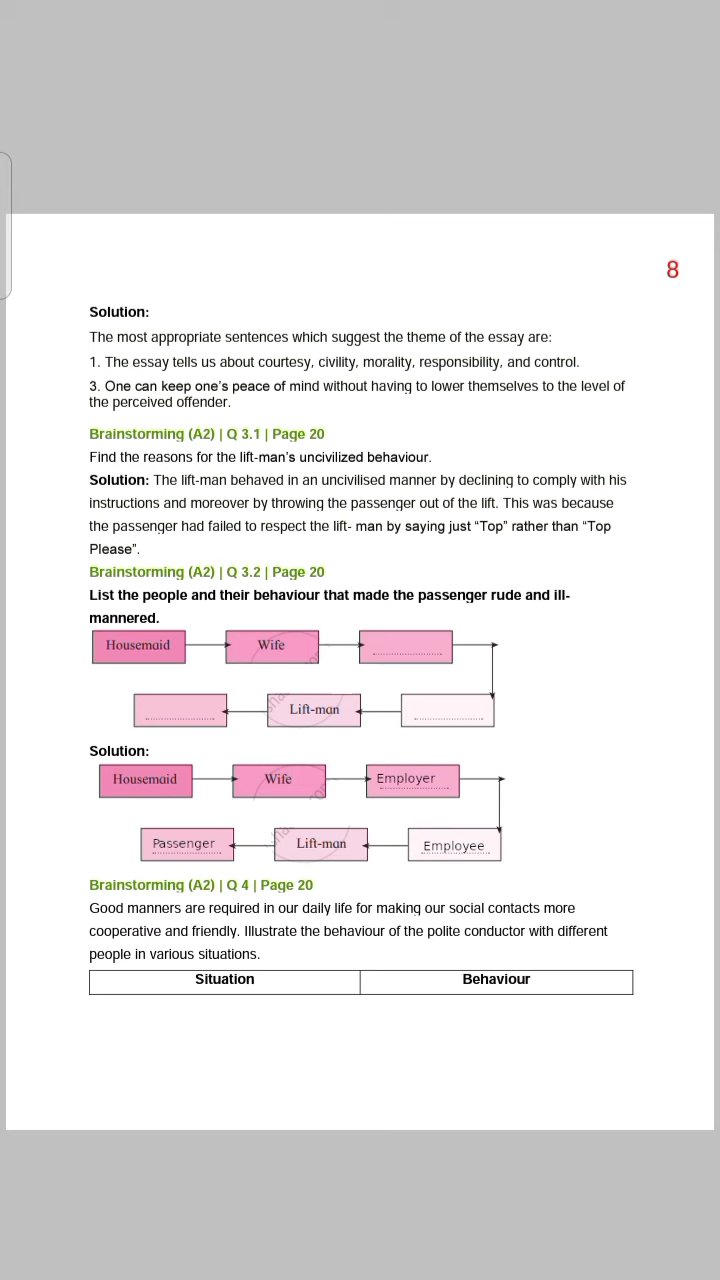 8
Solution:
The most appropriate sentences which suggest the theme of the essay are:
1. The essay tells us about courtesy, civility, morality, responsibility, and control.
3. One can keep one's peace of mind without having to lower themselves to the level of
the perceived offender.
Brainstorming (A2) | Q 3.1 | Page 20
Find the reasons for the lift-man's uncivilized behaviour.
Solution: The lift-man behaved in an uncivilised manner by declining to comply with his
instructions and moreover by throwing the passenger out of the lift. This was because
the passenger had failed to respect the lift- man by saying just “Top” rather than “Top
Please”.
Brainstorming (A2) | Q 3.2 | Page 20
List the people and their behaviour that made the passenger rude and ill-
mannered.
Housemaid Wife
Lift-man
Solution:
Housemaid Wife Employer
Passenger Lift-man Employee
Brainstorming (A2) | Q 4 | Page 20
Good manners are required in our daily life for making our social contacts more
cooperative and friendly. Illustrate the behaviour of the polite conductor with different
people in various situations.
Situation Behaviour